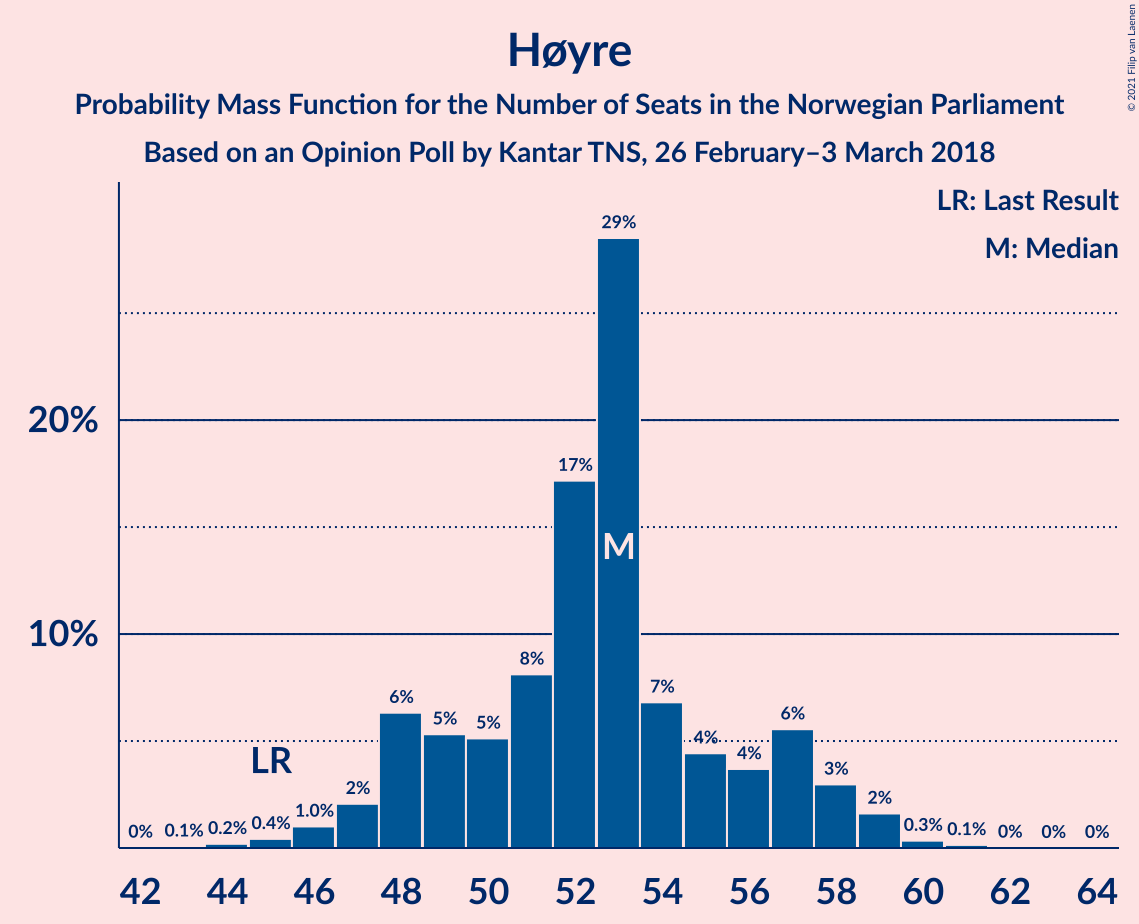 Høyre
Probability Mass Function for the Number of Seats in the Norwegian Parliament
Based on an Opinion Poll by Kantar TNS, 26 February–3 March 2018
© 2021 Filip van Laenen
LR: Last Result
M: Median
29%
20%
17%
M
10%
8%
7%
6%
6%
5%
5%
4%
4%
LR
3%
2%
2%
1.0%
0% 0.1% 0.2% 0.4%
0.3% 0.1% 0% 0% 0%
42 44 46 48 50 52 54 56 58 60 62 64